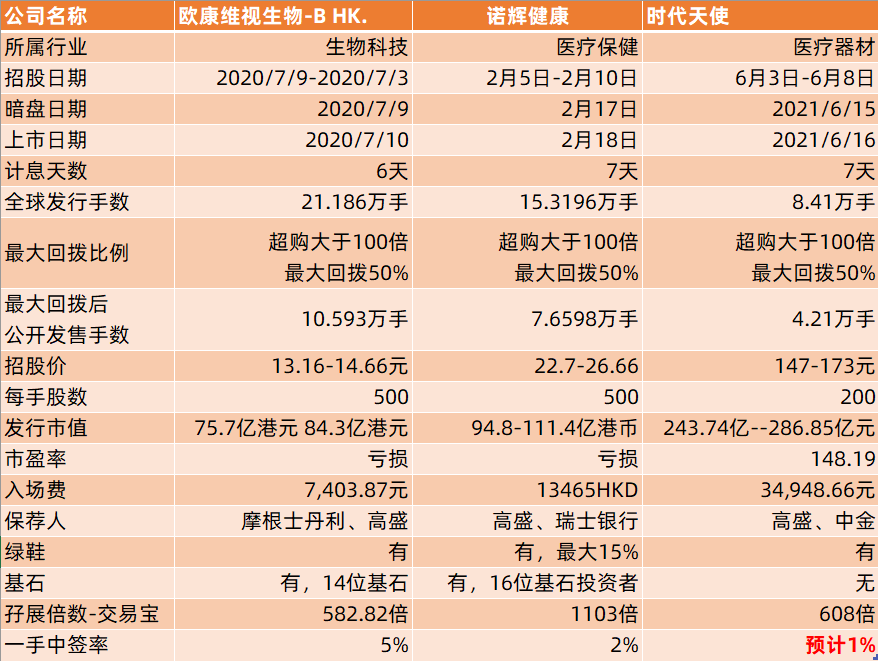 公司名称 欧康维视生物-B HK. 诺辉健康 时代天使
所属行业 生物科技 医疗保健 医疗器材
招股日期 2020/7/9-2020/7/3 2月5日-2月10日 6月3日-6月8日
暗盘日期 2020/7/9 2月17日 2021/6/15
上市日期 2020/7/10 2月18日 2021/6/16
计息天数 6天 7天 7天
全球发行手数 21.186万手 15.3196万手 8.41万手
最大回拨比例 超购大于100倍 超购大于100倍 超购大于100倍
最大回拨50% 最大回拨50% 最大回拨50%
最大回拨后
公开发售手数 10.593万手 7.6598万手 4.21万手
招股价 13.16-14.66元 22.7-26.66 147-173元
每手股数 500 500 200
发行市值 75.7亿港元 84.3亿港元 94.8-111.4亿港币 243.74亿--286.85亿元
市盈率 亏损 亏损 148.19
入场费 7,403.87元 13465HKD 34,948.66元
保荐人 摩根士丹利、高盛 高盛、瑞士银行 高盛、中金
绿鞋 有 有，最大15% 有
基石 有，14位基石 有，16位基石投资者 无
孖展倍数-交易宝 582.82倍 1103倍 608倍
一手中签率 5% 2% 预计1%